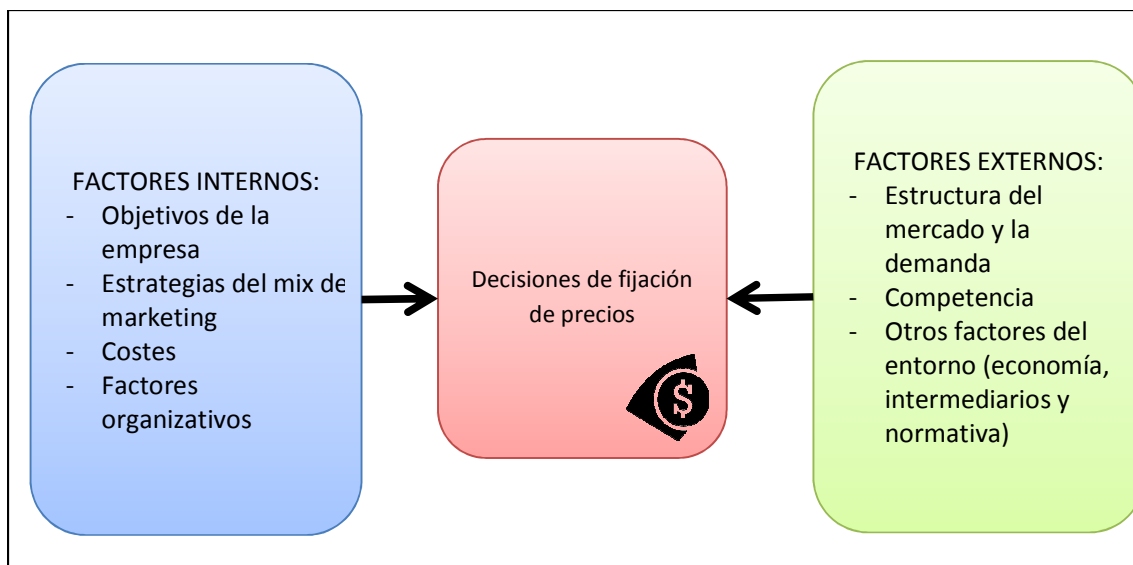 FACTORES INTERNOS:
- Objetivos de la
empresa
- Estrategias del mix de
marketing
- Costes
- Factores
organizativos
Decisiones de fijación
de precios
$
FACTORES EXTERNOS:
- Estructura del
mercado y la
demanda
- Competencia
- Otros factores del
entorno (economía,
intermediarios y
normativa)